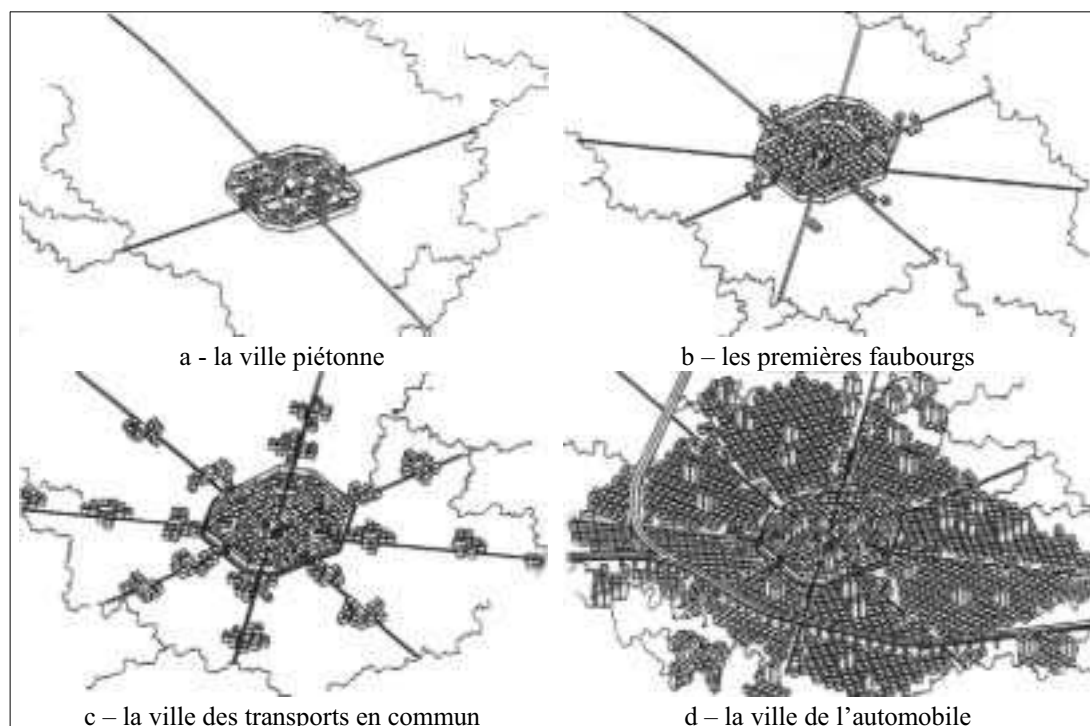 a - la ville piétonne
b – les premières faubourgs
c – la ville des transports en commun
d – la ville de l’automobile